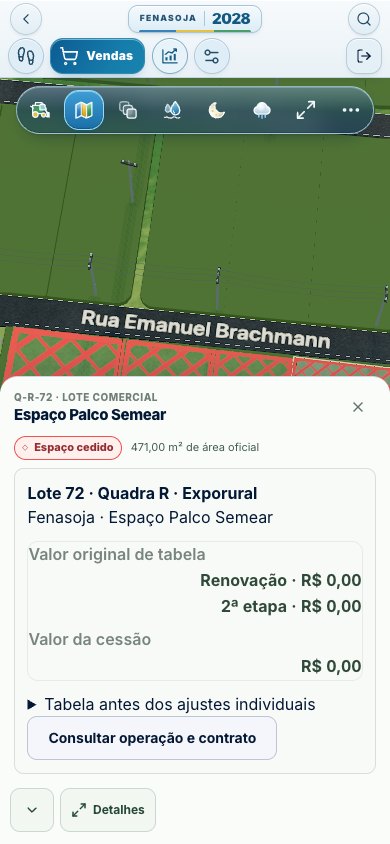 FENASOJA 2028
Vendas
Rua Emanuel Brachmann
Q-R-72 · LOTE COMERCIAL
Espaço Palco Semear
Espaço cedido 471,00 m² de área oficial
Lote 72 · Quadra R · Exporural
Fenasoja · Espaço Palco Semear
Valor original de tabela
Renovação · R$ 0,00
2ª etapa · R$ 0,00
Valor da cessão
R$ 0,00
Tabela antes dos ajustes individuais
Consultar operação e contrato
Detalhes